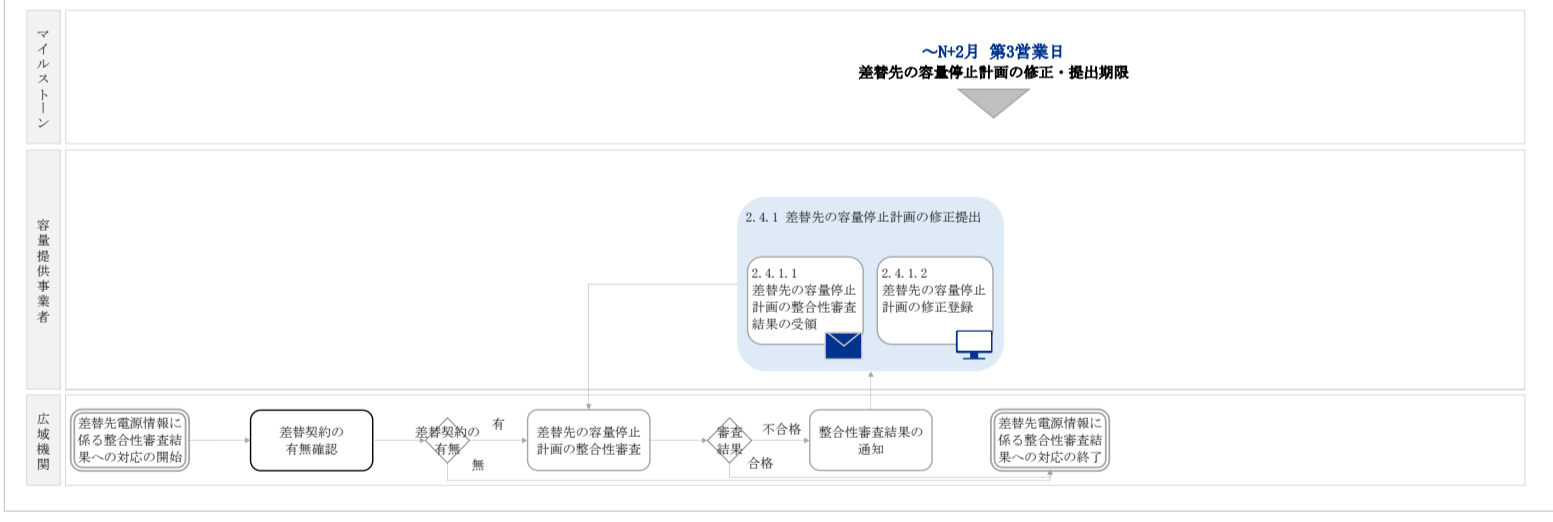 マイルストーン
～N+2月 第3営業日
差替先の容量停止計画の修正・提出期限
容量提供事業者
2.4.1 差替先の容量停止計画の修正提出
2.4.1.1
差替先の容量停止
計画の整合性審査
結果の受領
2.4.1.2
差替先の容量停止
計画の修正登録
広域機関
差替先電源情報に
係る整合性審査結
果への対応の開始
差替契約の
有無確認
差替契約の
有無
有
無
差替先の容量停止
計画の整合性審査
審査
結果
不合格
合格
整合性審査結果の
通知
差替先電源情報に
係る整合性審査結
果への対応の終了